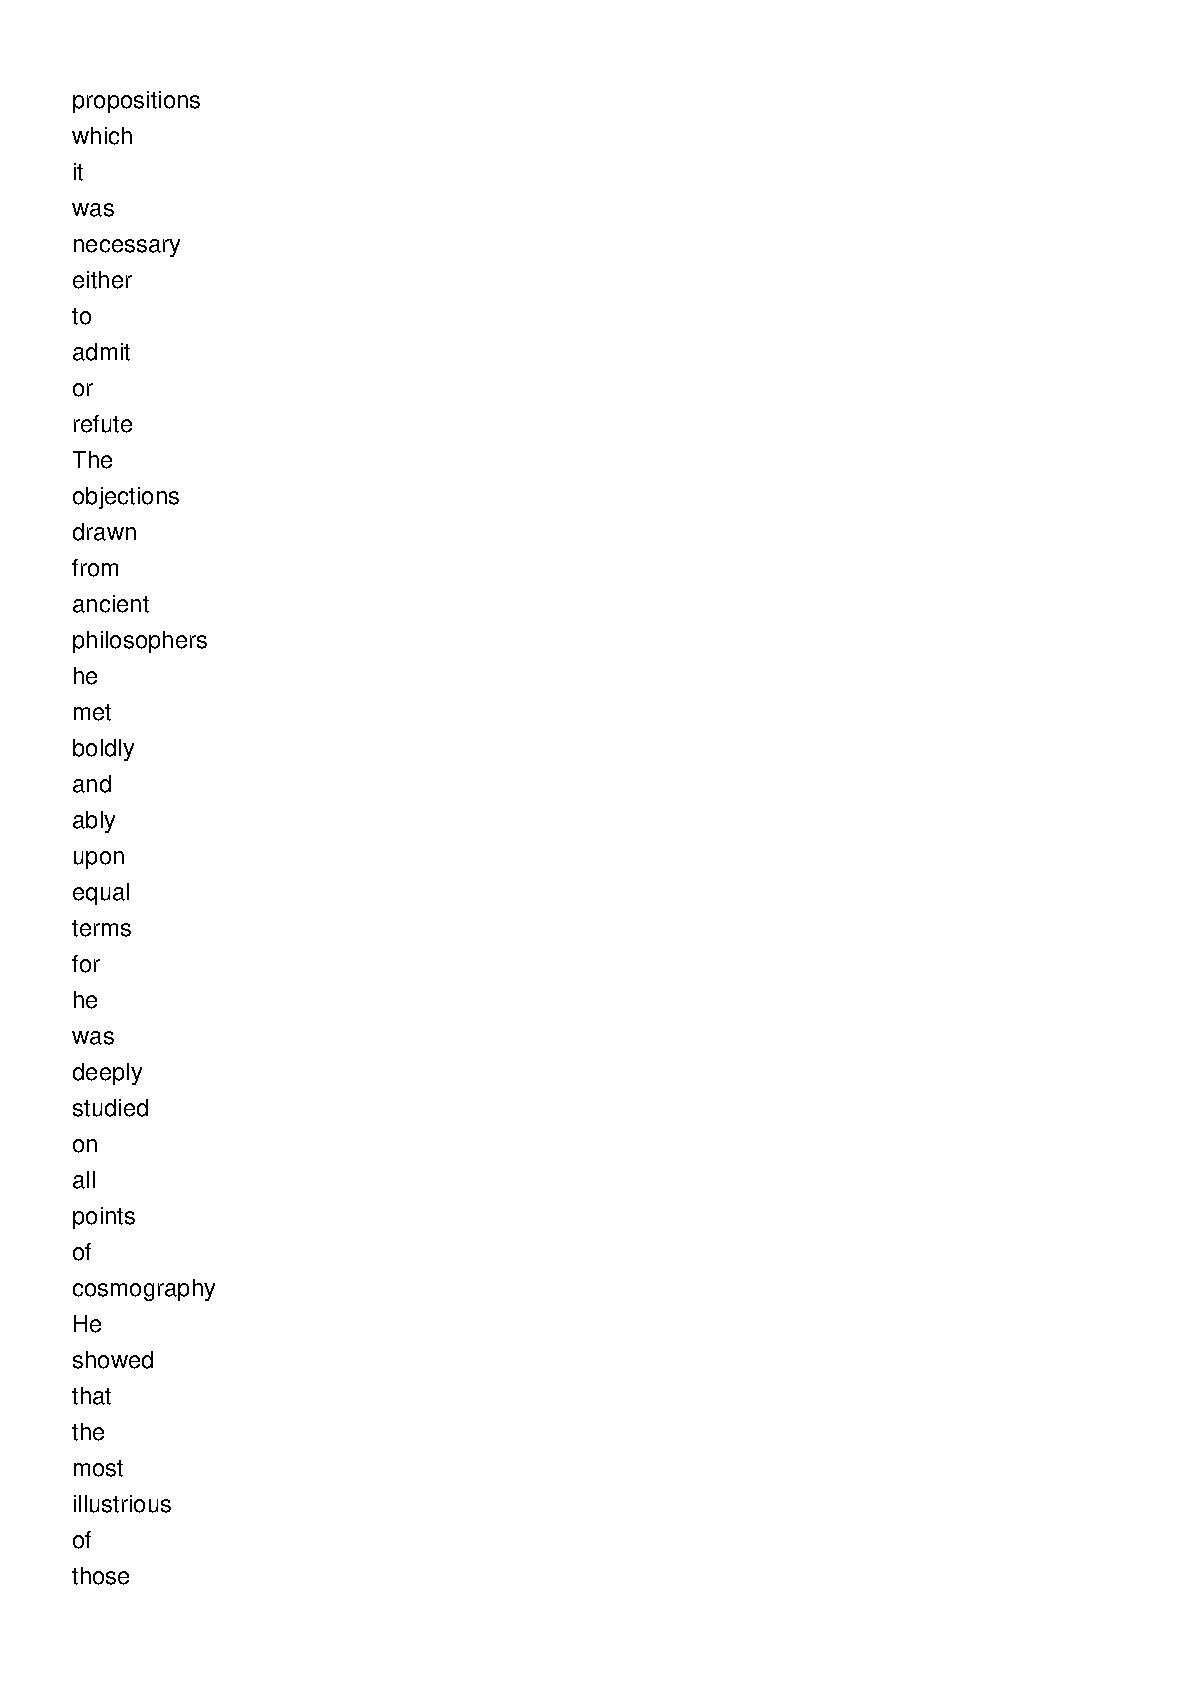 propositions
which
it
was
necessary
either
to
admit
or
refute
The
objections
drawn
from
ancient
philosophers
he
met
boldly
and
ably
upon
equal
terms
for
he
was
deeply
studied
on
all
points
of
cosmography
He
showed
that
the
most
illustrious
of
those